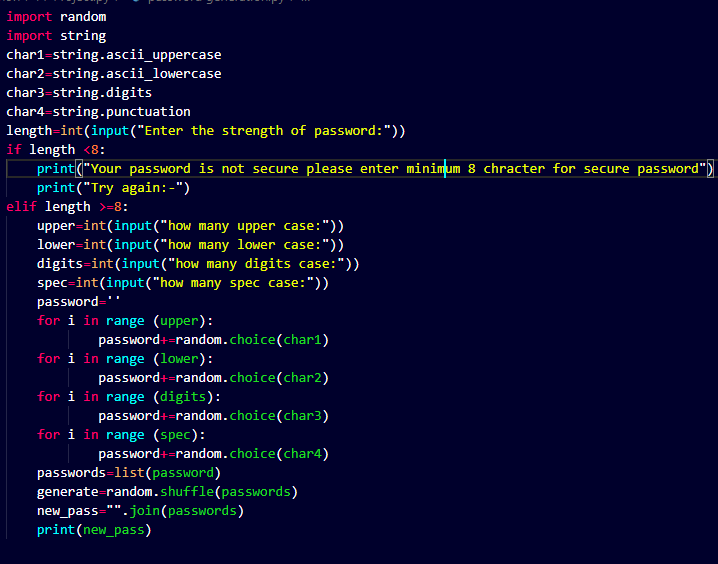 import random
import string
char1=string.ascii_uppercase
char2=string.ascii_lowercase
char3=string.digits
char4=string.punctuation
length=int(input("Enter the strength of password:"))
if length <8:
    print("Your password is not secure please enter minimum 8 chracter for secure password")
    print("Try again:-")
elif length >=8:
    upper=int(input("how many upper case:"))
    lower=int(input("how many lower case:"))
    digits=int(input("how many digits case:"))
    spec=int(input("how many spec case:"))
    password=''
    for i in range (upper):
            password+=random.choice(char1)
    for i in range (lower):
            password+=random.choice(char2)
    for i in range (digits):
            password+=random.choice(char3)
    for i in range (spec):
            password+=random.choice(char4)
    passwords=list(password)
    generate=random.shuffle(passwords)
    new_pass="".join(passwords)
    print(new_pass)